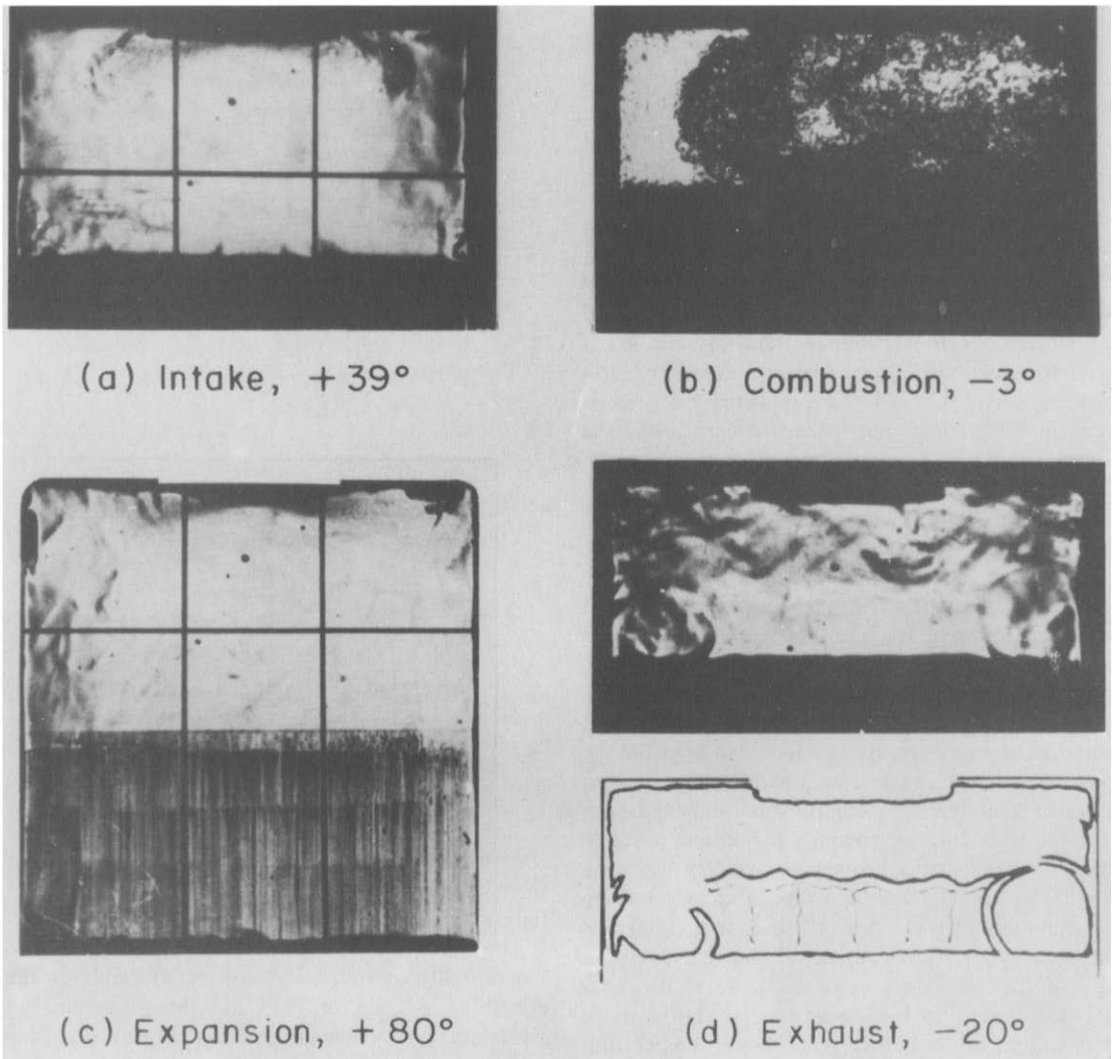 (a) Intake, +39°
(b) Combustion, -3°
(c) Expansion, +80°
(d) Exhaust, -20°